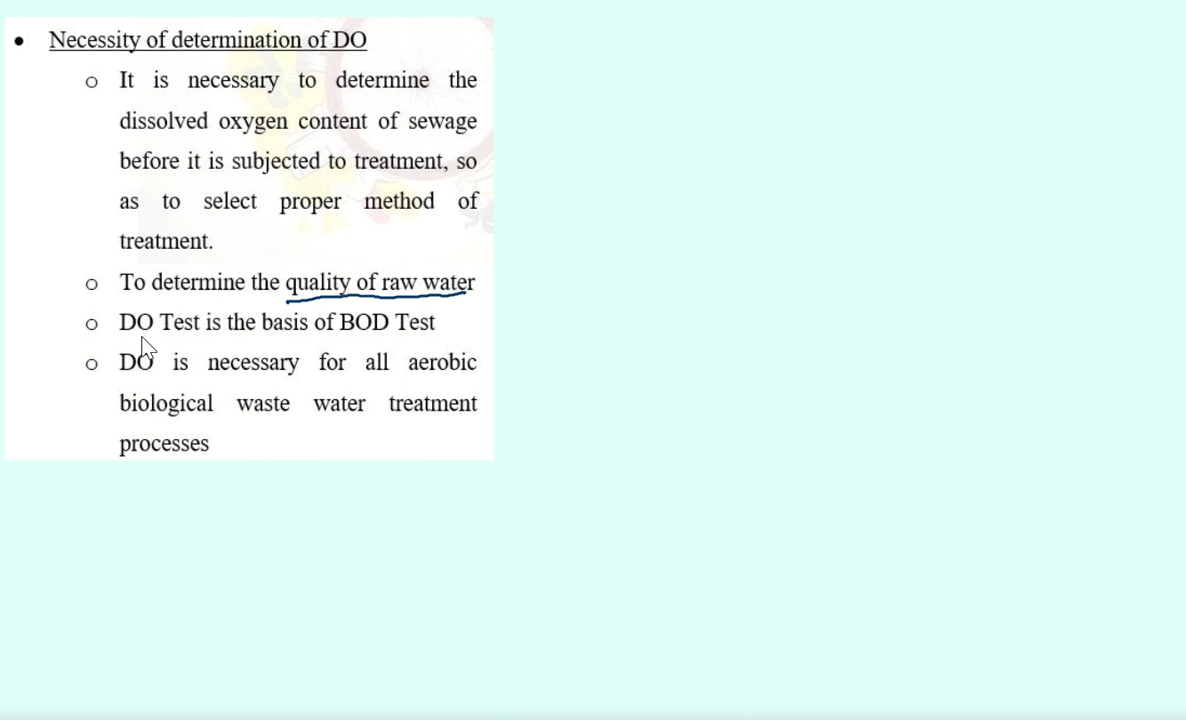 • Necessity of determination of DO
o It is necessary to determine the
dissolved oxygen content of sewage
before it is subjected to treatment, so
as to select proper method of
treatment.
o To determine the quality of raw water
o DO Test is the basis of BOD Test
o DO is necessary for all aerobic
biological waste water treatment
processes